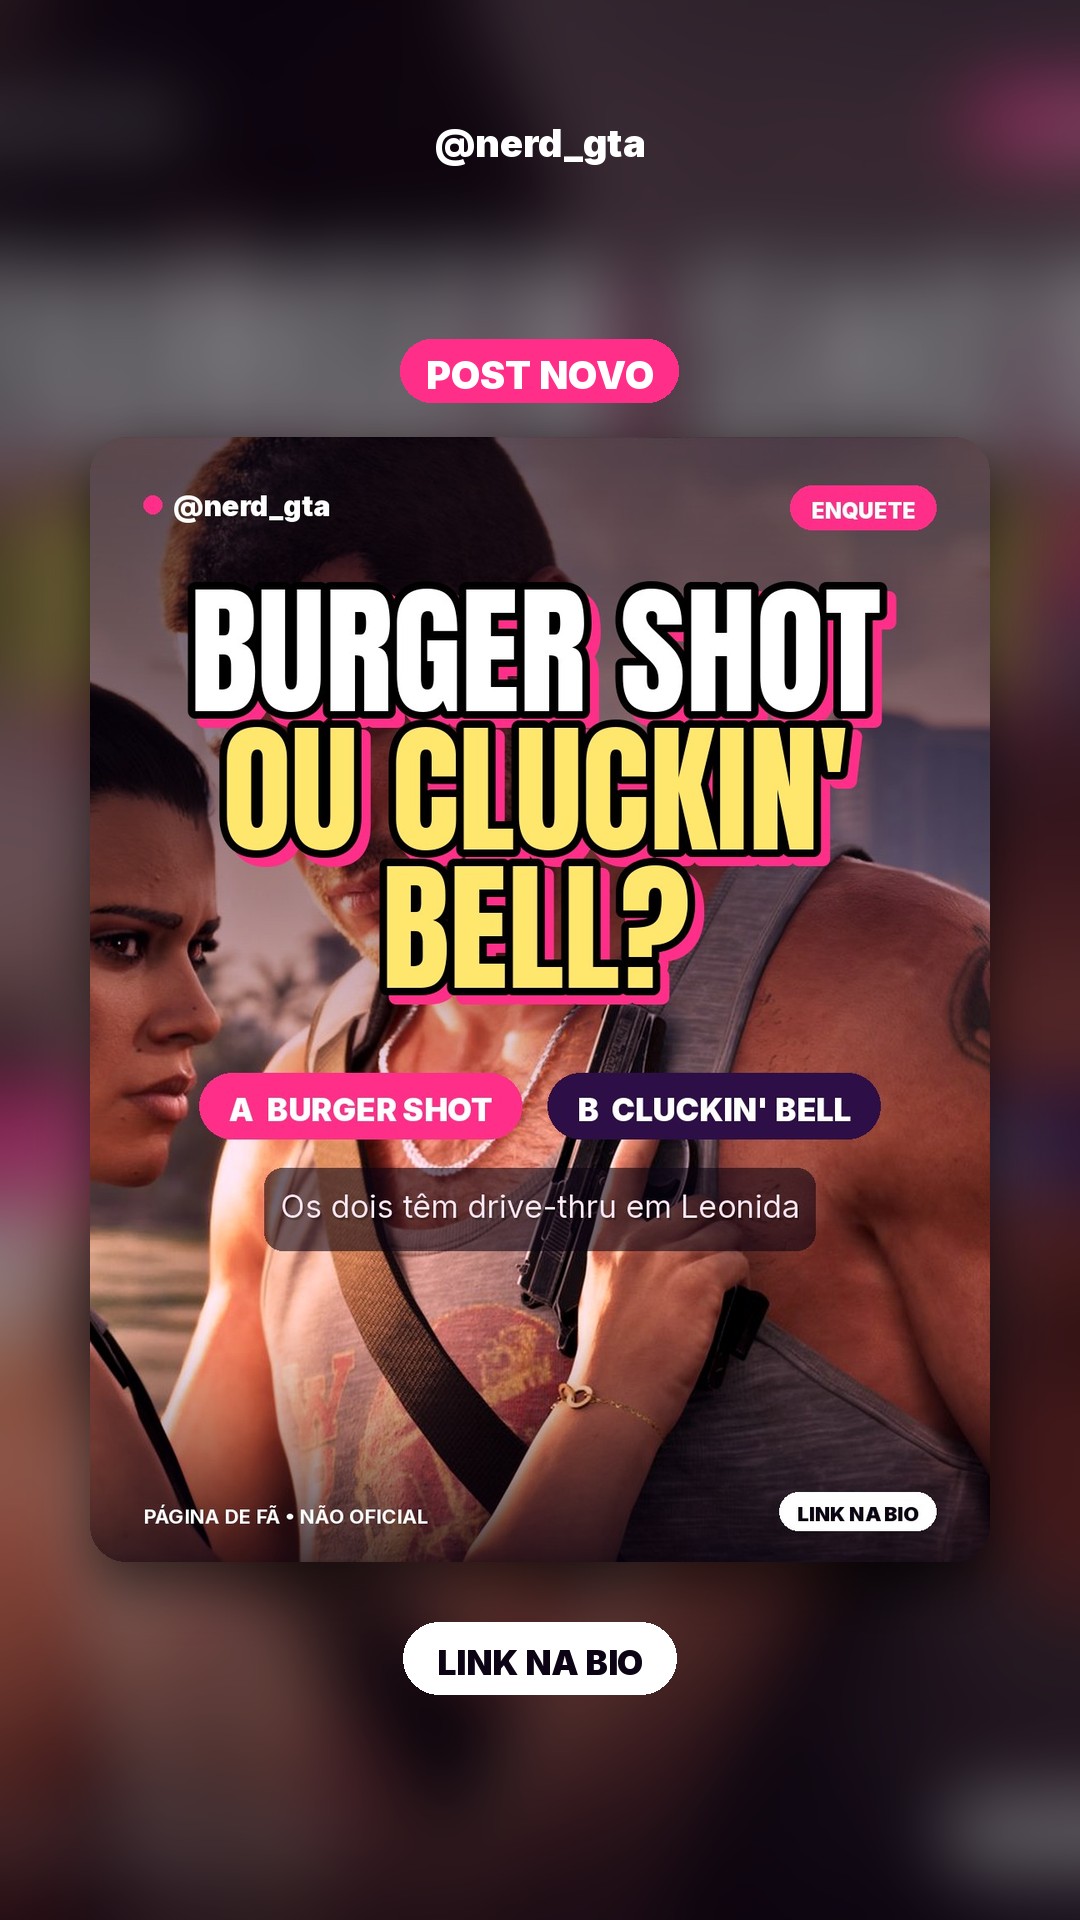 @nerd_gta
POST NOVO
@nerd_gta
ENQUETE
BURGER SHOT
OU CLUCKIN'
BELL?
A BURGER SHOT
B CLUCKIN' BELL
Os dois têm drive-thru em Leonida
PÁGINA DE FÃ • NÃO OFICIAL
LINK NA BIO
LINK NA BIO